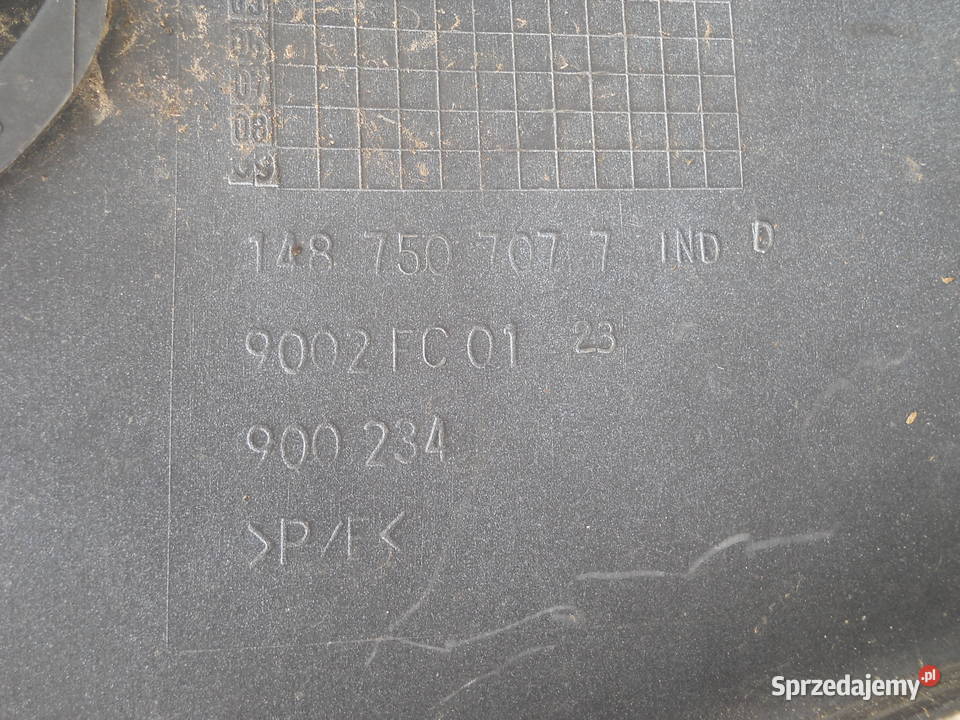 07
08
09
148 750 707 7 IND D
9002 FC 01 23
900 234
>P/E<
Sprzedajemy.pl